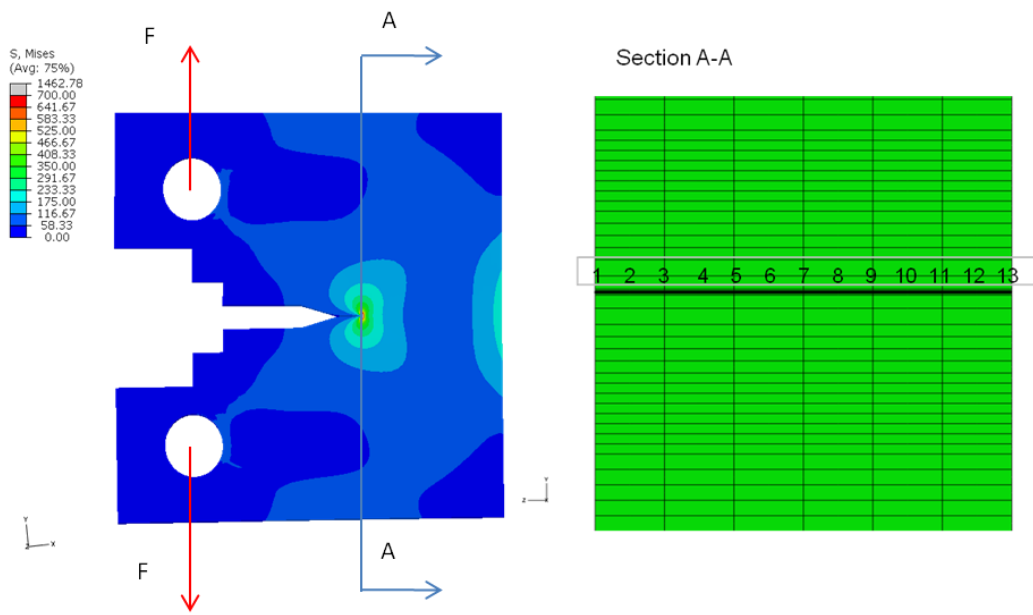 A
F
S, Mises
(Avg: 75%)
1462.78
700.00
641.67
583.33
525.00
466.67
408.33
350.00
291.67
233.33
175.00
116.67
58.33
0.00
Section A-A
1 2 3 4 5 6 7 8 9 10 11 12 13
Y
Z X
Y
Z X
A
F